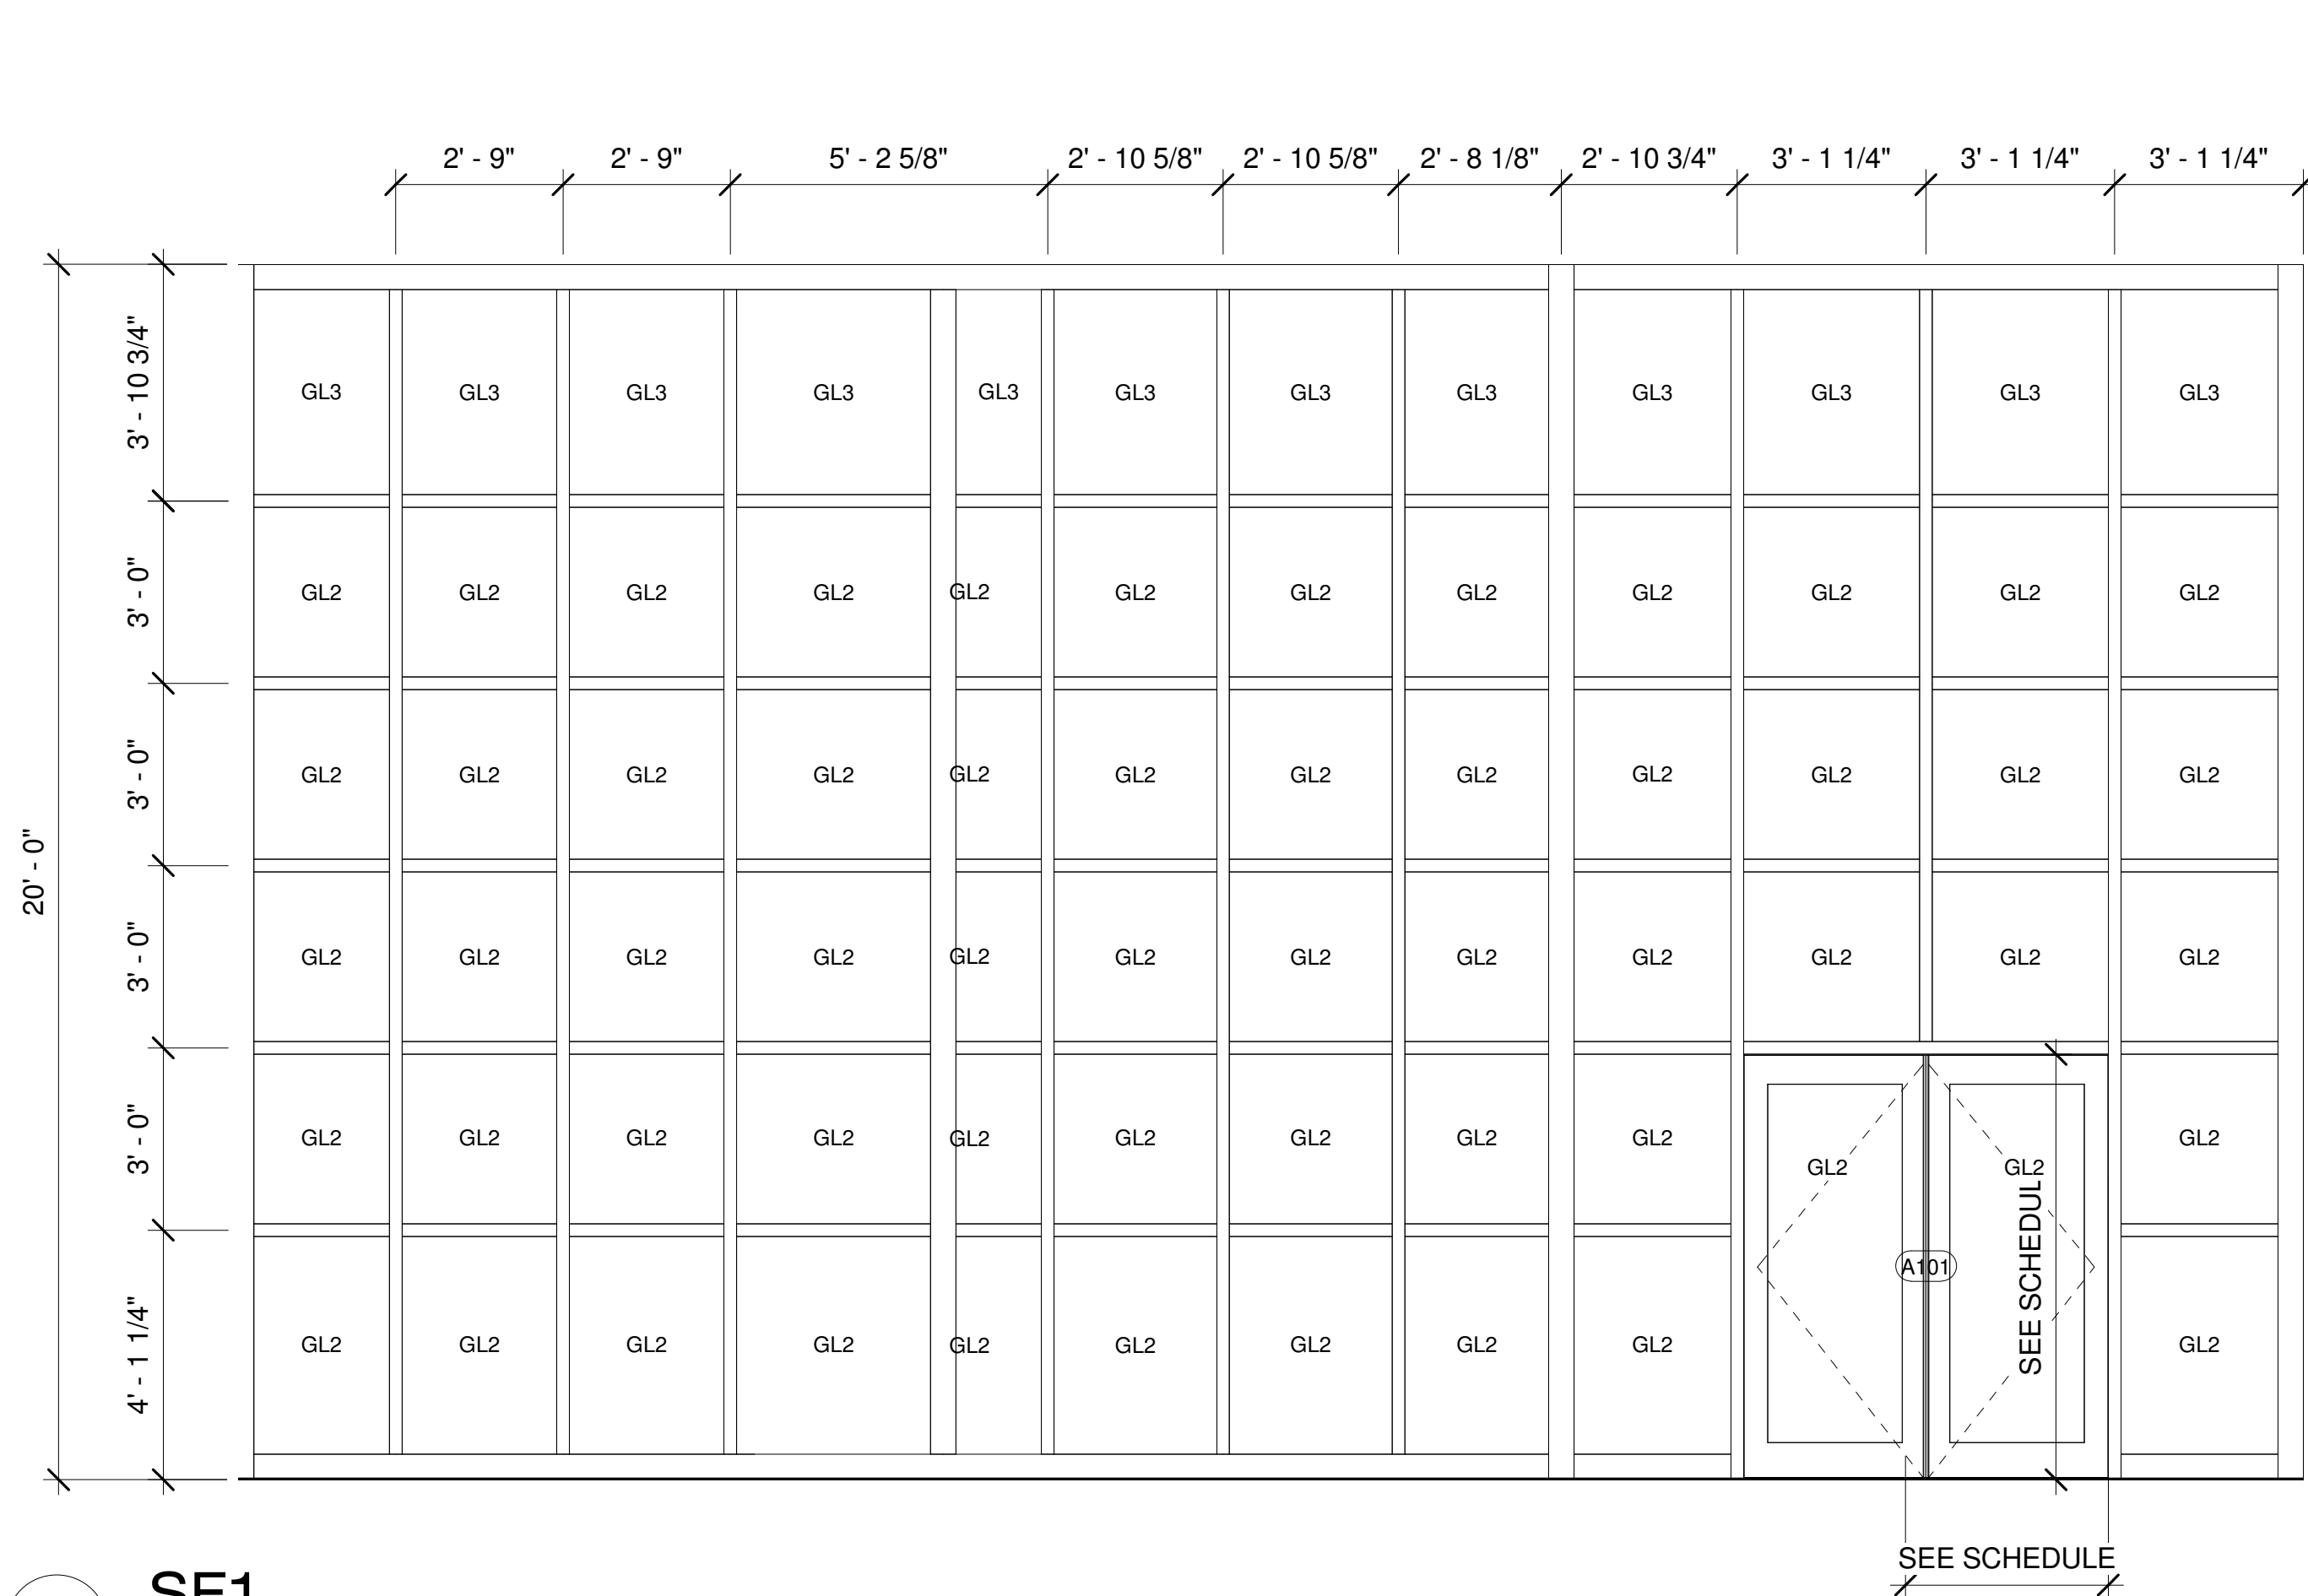 2' - 9" 2' - 9" 5' - 2 5/8" 2' - 10 5/8" 2' - 10 5/8" 2' - 8 1/8" 2' - 10 3/4" 3' - 1 1/4" 3' - 1 1/4" 3' - 1 1/4"
20' - 0"
3' - 10 3/4"
GL3 GL3 GL3 GL3 GL3 GL3 GL3 GL3 GL3 GL3 GL3 GL3
3' - 0"
GL2 GL2 GL2 GL2 GL2 GL2 GL2 GL2 GL2 GL2 GL2 GL2
3' - 0"
GL2 GL2 GL2 GL2 GL2 GL2 GL2 GL2 GL2 GL2 GL2 GL2
3' - 0"
GL2 GL2 GL2 GL2 GL2 GL2 GL2 GL2 GL2 GL2 GL2 GL2
3' - 0"
GL2 GL2 GL2 GL2 GL2 GL2 GL2 GL2 GL2 GL2
GL2 GL2
SEE SCHEDUL
A101
4' - 1 1/4"
GL2 GL2 GL2 GL2 GL2 GL2 GL2 GL2 GL2 GL2
SEE SCHEDULE
SF1